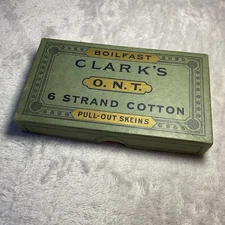 BOILFAST
CLARK'S
O.N.T.
6 STRAND COTTON
PULL-OUT SKEINS